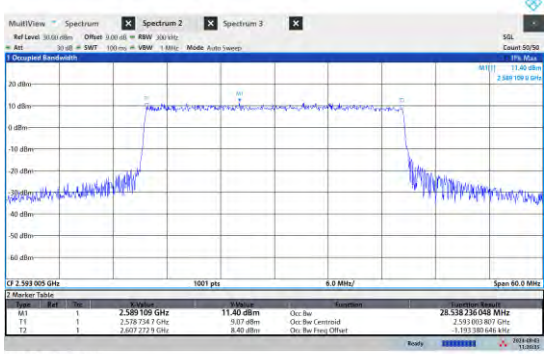 MultiView Spectrum Spectrum 2 Spectrum 3
Ref Level 30.00 dBm Offset 9.00 dB RBW 300 kHz SGL
Att 30 dB SWT 100 ms VBW 1 MHz Mode Auto Sweep Count 50/50
1 Occupied Bandwidth 1Pk Max
M1[1] 11.40 dBm
2.589 109 0 GHz
20 dBm
M1
T1
T2
10 dBm
0 dBm
-10 dBm
-20 dBm
-30 dBm
-40 dBm
-50 dBm
-60 dBm
CF 2.593 005 GHz 1001 pts 6.0 MHz/ Span 60.0 MHz
2 Marker Table
Type Ref Trc X-Value Y-Value Function Function Result
M1 1 2.589 109 GHz 11.40 dBm Occ Bw 28.538 236 048 MHz
T1 1 2.578 734 7 GHz 9.07 dBm Occ Bw Centroid 2.593 003 807 GHz
T2 1 2.607 272 9 GHz 8.40 dBm Occ Bw Freq Offset -1.193 380 646 kHz
Ready